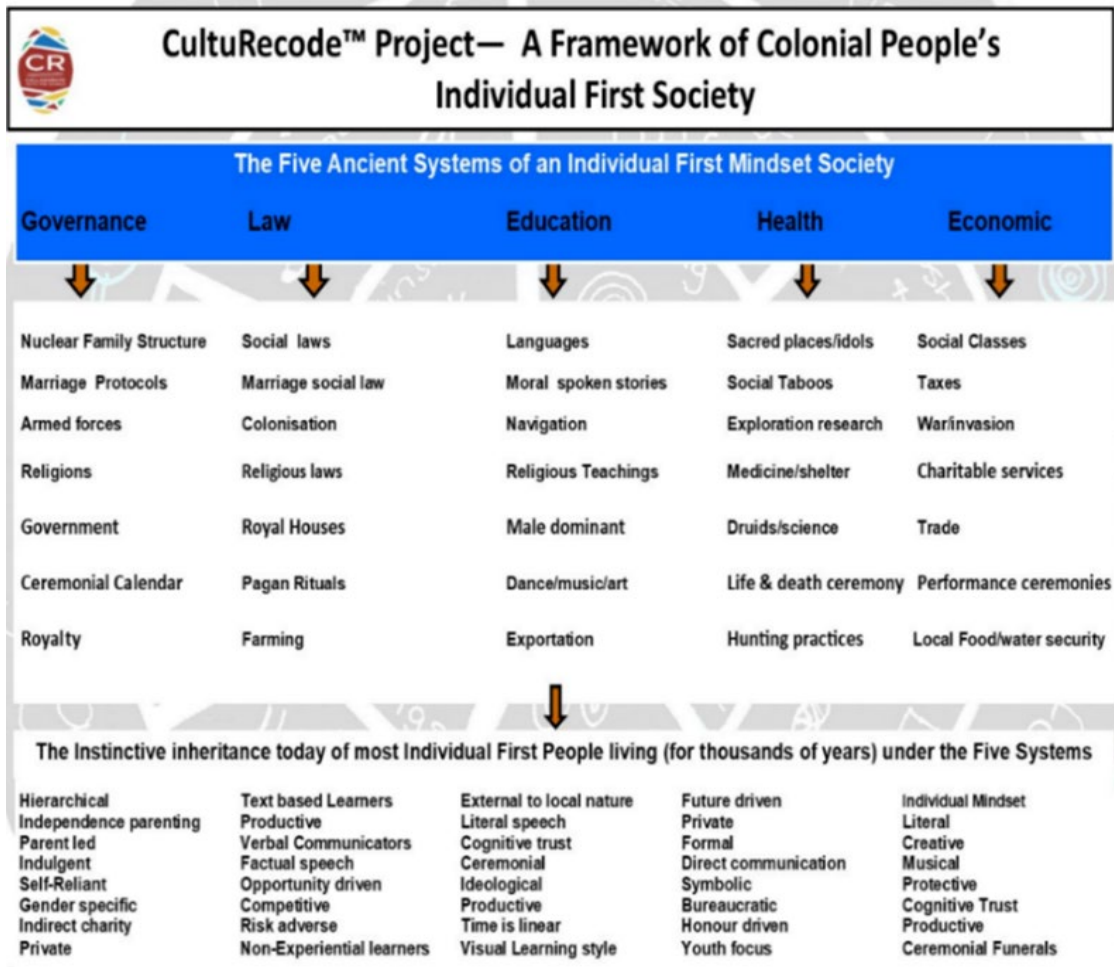 CR
CultuRecode™ Project— A Framework of Colonial People's
Individual First Society
The Five Ancient Systems of an Individual First Mindset Society
Governance Law Education Health Economic
Nuclear Family Structure Social laws Languages Sacred places/idols Social Classes
Marriage Protocols Marriage social law Moral spoken stories Social Taboos Taxes
Armed forces Colonisation Navigation Exploration research War/invasion
Religions Religious laws Religious Teachings Medicine/shelter Charitable services
Government Royal Houses Male dominant Druids/science Trade
Ceremonial Calendar Pagan Rituals Dance/music/art Life & death ceremony Performance ceremonies
Royalty Farming Exportation Hunting practices Local Food/water security
The Instinctive inheritance today of most Individual First People living (for thousands of years) under the Five Systems
Hierarchical Text based Learners External to local nature Future driven Individual Mindset
Independence parenting Productive Literal speech Private Literal
Parent led Verbal Communicators Cognitive trust Formal Creative
Indulgent Factual speech Ceremonial Direct communication Musical
Self-Reliant Opportunity driven Ideological Symbolic Protective
Gender specific Competitive Productive Bureaucratic Cognitive Trust
Indirect charity Risk adverse Time is linear Honour driven Productive
Private Non-Experiential learners Visual Learning style Youth focus Ceremonial Funerals